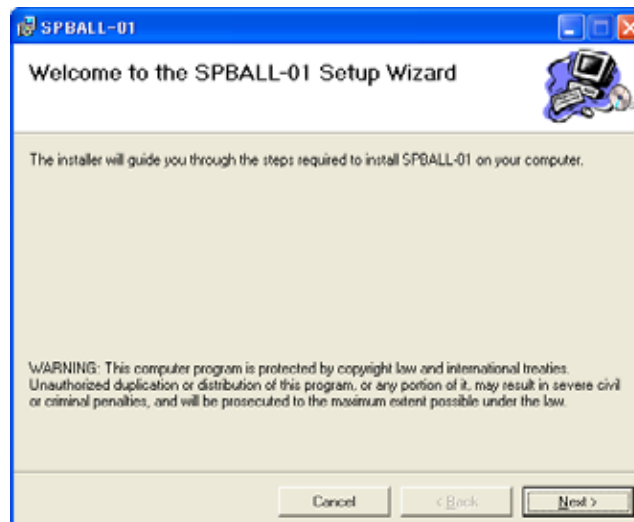 SPBALL-01
Welcome to the SPBALL-01 Setup Wizard
The installer will guide you through the steps required to install SPBALL-01 on your computer.
WARNING: This computer program is protected by copyright law and international treaties.
Unauthorized duplication or distribution of this program, or any portion of it, may result in severe civil
or criminal penalties, and will be prosecuted to the maximum extent possible under the law.
Cancel < Back Next >